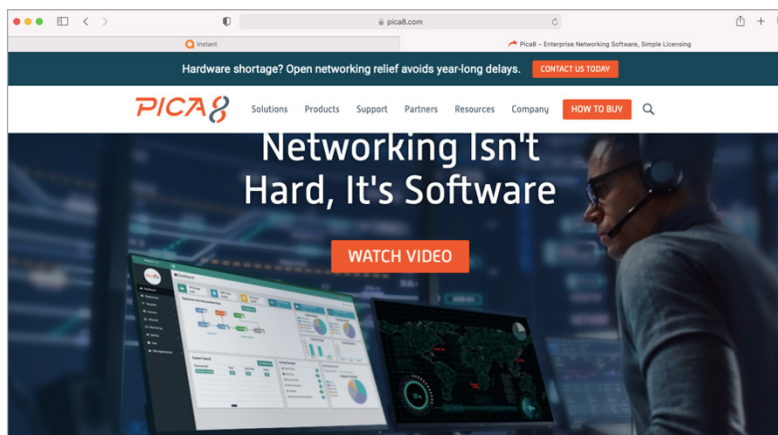 pica8.com
Instant
Pica8 – Enterprise Networking Software, Simple Licensing
Hardware shortage? Open networking relief avoids year-long delays.
CONTACT US TODAY
PICA8
Solutions Products Support Partners Resources Company HOW TO BUY
Networking Isn't
Hard, It's Software
WATCH VIDEO
Dashboard